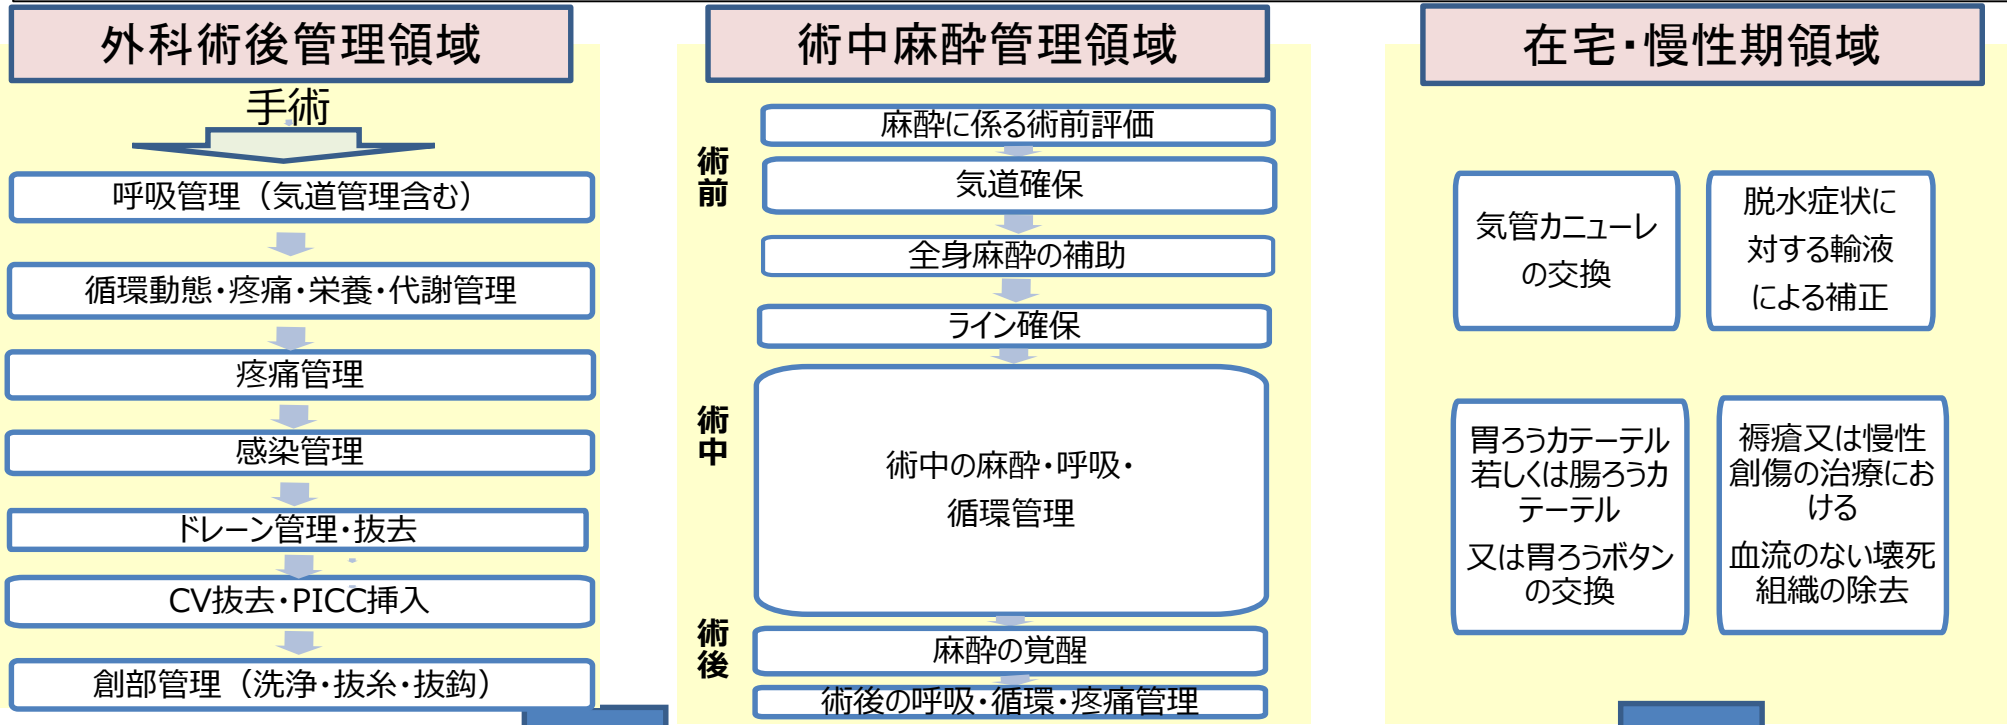 外科術後管理領域
手術
呼吸管理（気道管理含む）
循環動態・疼痛・栄養・代謝管理
疼痛管理
感染管理
ドレーン管理・抜去
CV抜去・PICC挿入
創部管理（洗浄・抜糸・抜鈎）
術中麻酔管理領域
術前
麻酔に係る術前評価
気道確保
全身麻酔の補助
ライン確保
術中
術中の麻酔・呼吸・
循環管理
術後
麻酔の覚醒
術後の呼吸・循環・疼痛管理
在宅・慢性期領域
気管カニューレ
の交換
脱水症状に
対する輸液
による補正
胃ろうカテーテル
若しくは腸ろうカ
テーテル
又は胃ろうボタン
の交換
褥瘡又は慢性
創傷の治療にお
ける
血流のない壊死
組織の除去